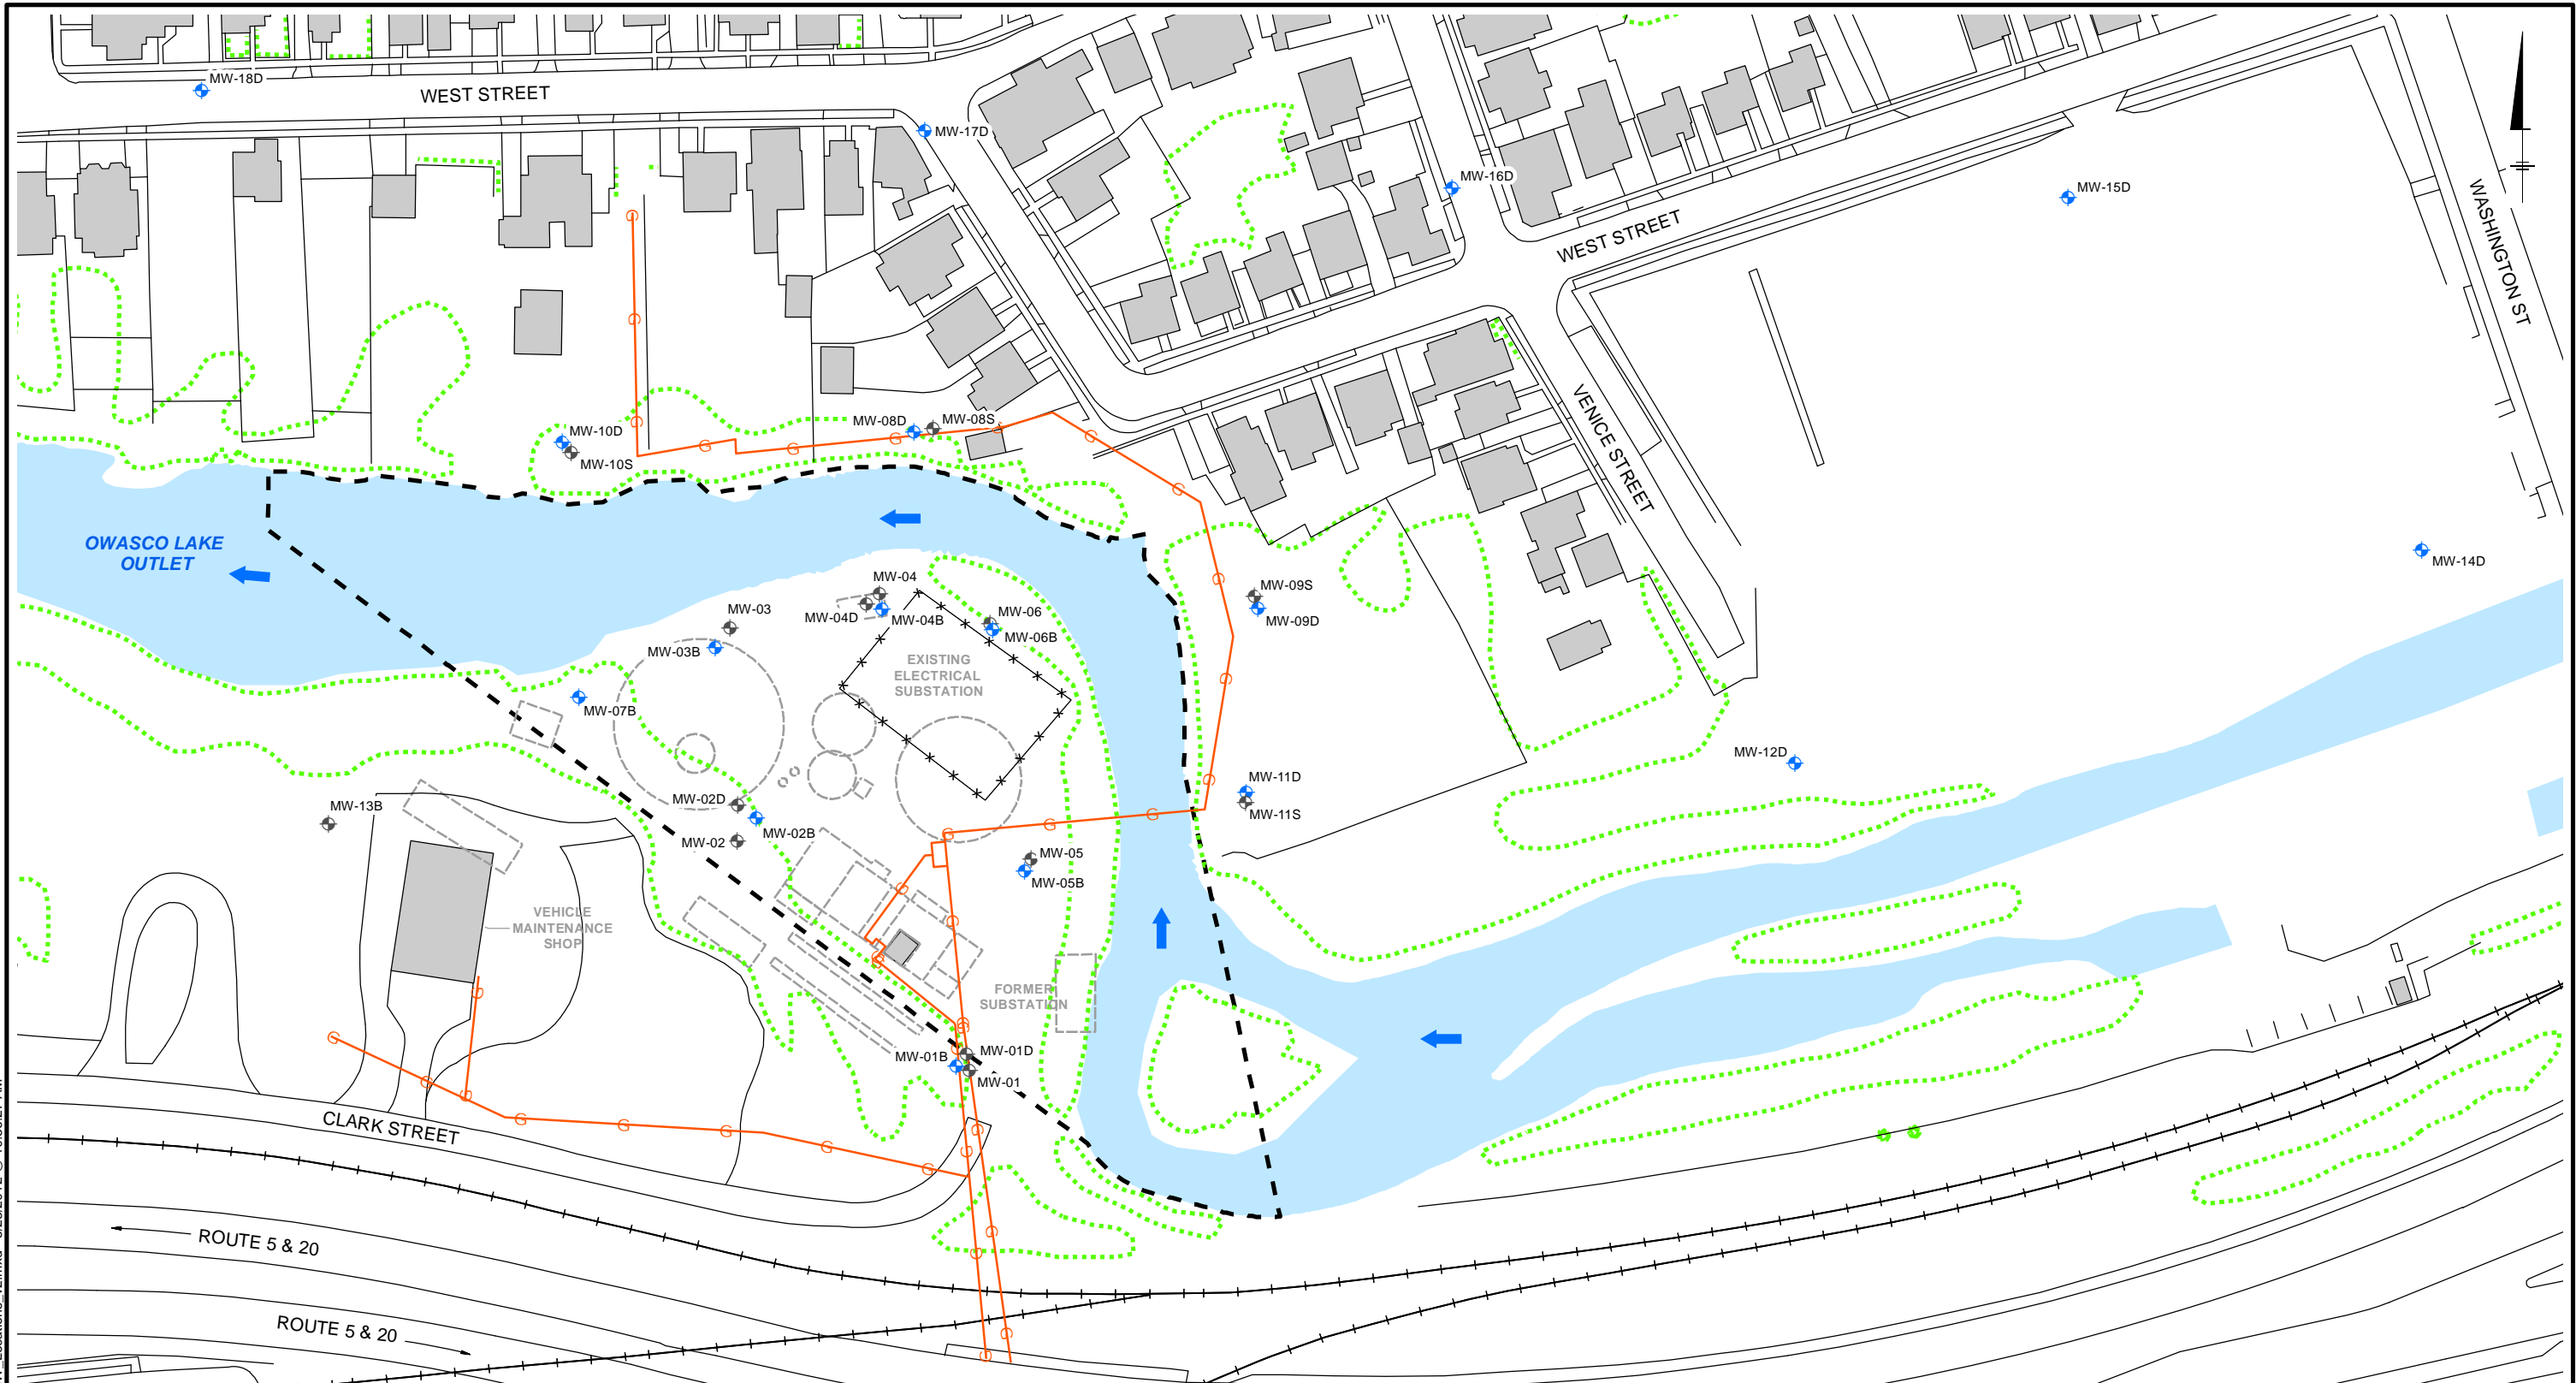 MW-18D
WEST STREET
MW-17D
MW-16D
MW-15D
WEST STREET
WASHINGTON ST
VENICE STREET
MW-08D
MW-08S
MW-10D
MW-10S
OWASCO LAKE
OUTLET
MW-14D
MW-04
MW-09S
MW-03
MW-04D
MW-04B
MW-06
MW-09D
MW-06B
MW-03B
EXISTING
ELECTRICAL
SUBSTATION
MW-07B
MW-12D
MW-11D
MW-02D
MW-13B
MW-11S
MW-02B
MW-02
MW-05
MW-05B
VEHICLE
MAINTENANCE
SHOP
FORMER
SUBSTATION
MW-01B
MW-01D
MW-01
CLARK STREET
ROUTE 5 & 20
ROUTE 5 & 20